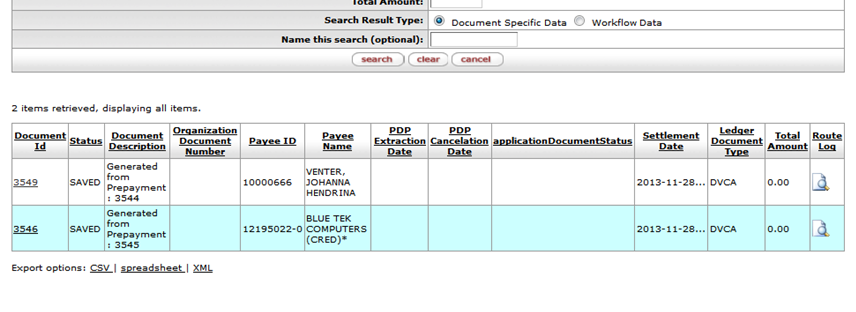 Total Amount:
Search Result Type: Document Specific Data Workflow Data
Name this search (optional):
search clear cancel
2 items retrieved, displaying all items.
Document Id Status Document Description Organization Document Number Payee ID Payee Name PDP Extraction Date PDP Cancelation Date applicationDocumentStatus Settlement Date Ledger Document Type Total Amount Route Log
3549 SAVED Generated from Prepayment : 3544 10000666 VENTER, JOHANNA HENDRINA 2013-11-28... DVCA 0.00
3546 SAVED Generated from Prepayment : 3545 12195022-0 BLUE TEK COMPUTERS (CRED)* 2013-11-28... DVCA 0.00
Export options: CSV | spreadsheet | XML